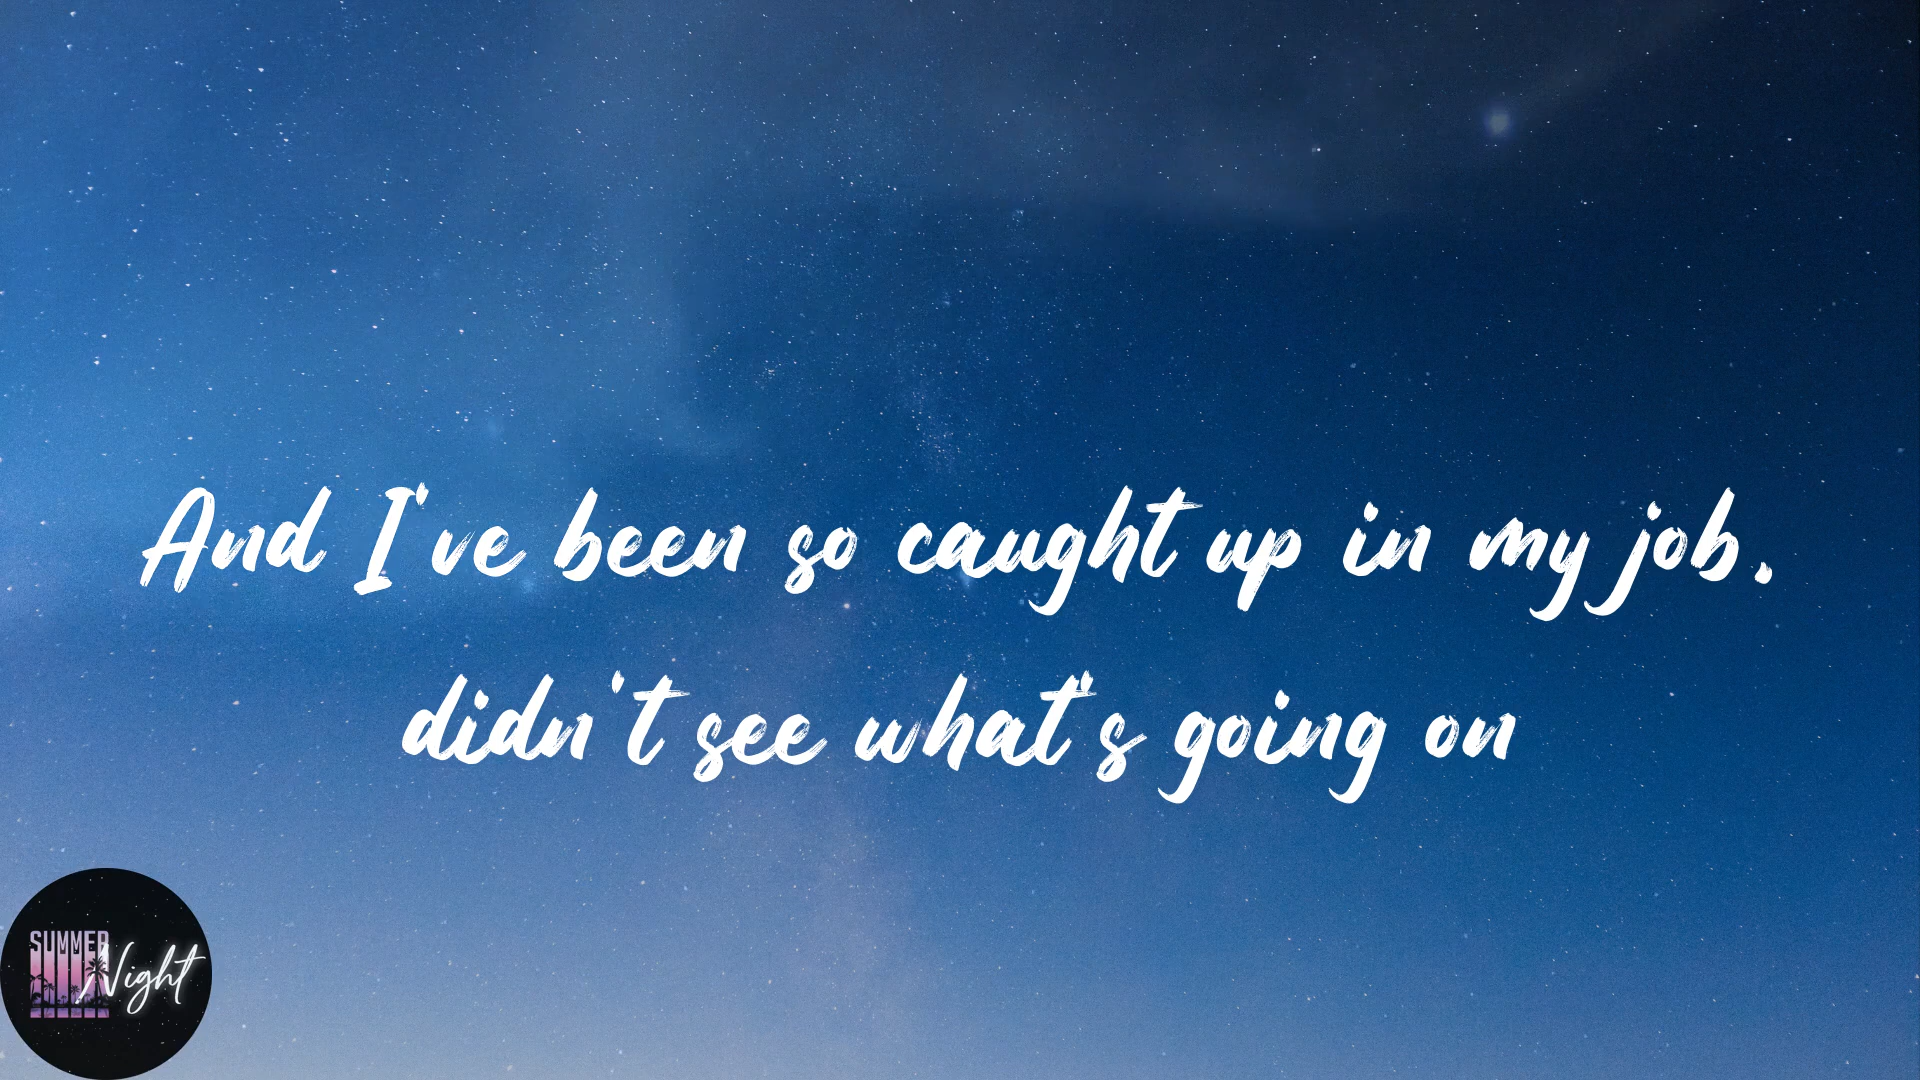 And I've been so caught up in my job,
didn't see what's going on
SUMMER
Night